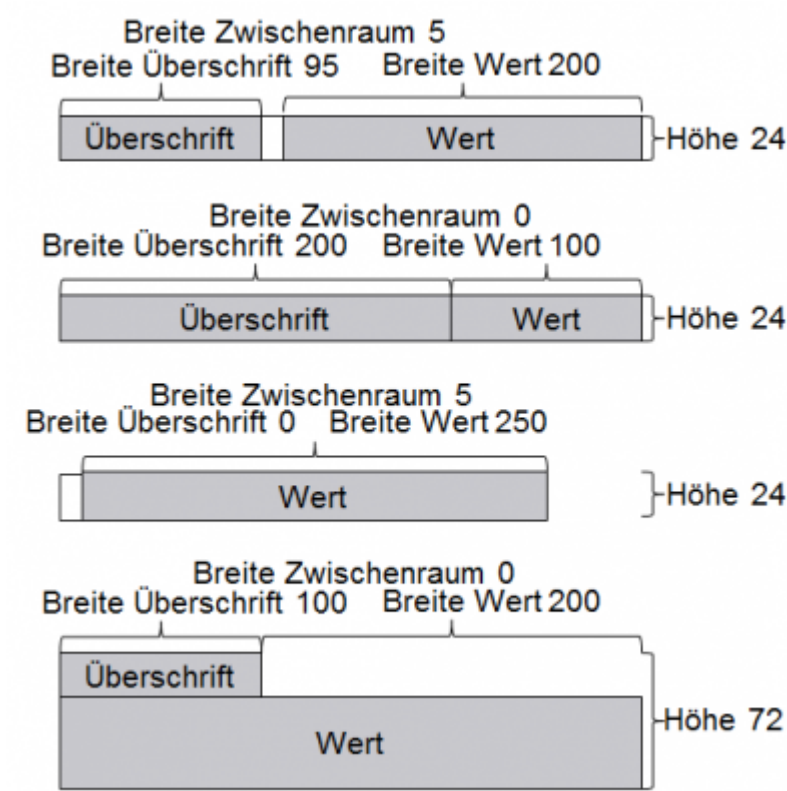 Breite Zwischenraum 5
Breite Überschrift 95 Breite Wert 200
Überschrift Wert Höhe 24
Breite Zwischenraum 0
Breite Überschrift 200 Breite Wert 100
Überschrift Wert Höhe 24
Breite Zwischenraum 5
Breite Überschrift 0 Breite Wert 250
Wert Höhe 24
Breite Zwischenraum 0
Breite Überschrift 100 Breite Wert 200
Überschrift
Höhe 72
Wert